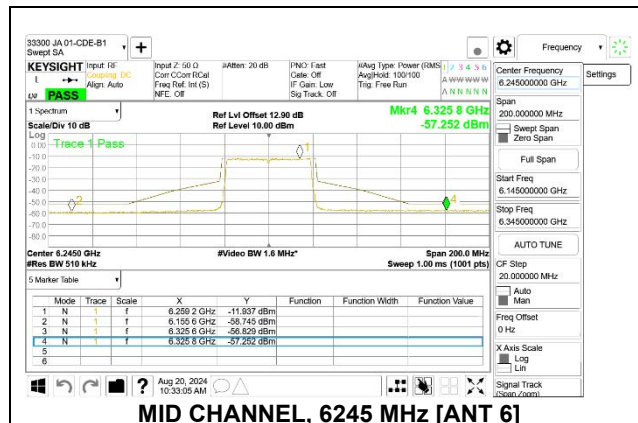 33300 JA 01-CDE-B1
Swept SA
Frequency
KEYSIGHT
L
PASS
Input: RF
Coupling: DC
Align: Auto
Input Z: 50 Ω
Corr CCorr RCal
Freq Ref: Int (S)
NFE: Off
#Atten: 20 dB
PNO: Fast
Gate: Off
IF Gain: Low
Sig Track: Off
#Avg Type: Power (RMS
Avg|Hold: 100/100
Trig: Free Run
1 2 3 4 5 6
A W W W W W
A N N N N N
Center Frequency
6.245000000 GHz
Settings
Span
200.000000 MHz
Swept Span
Zero Span
Full Span
Start Freq
6.145000000 GHz
Stop Freq
6.345000000 GHz
AUTO TUNE
CF Step
20.000000 MHz
Auto
Man
Freq Offset
0 Hz
X Axis Scale
Log
Lin
Signal Track
(Span Zoom)
1 Spectrum
Scale/Div 10 dB
Ref Lvl Offset 12.90 dB
Ref Level 10.00 dBm
Mkr4 6.325 8 GHz
-57.252 dBm
Log
Trace 1 Pass
0.00
-10.0
-20.0
-30.0
-40.0
-50.0
-60.0
-70.0
-80.0
1
2
4
Center 6.2450 GHz
#Res BW 510 kHz
#Video BW 1.6 MHz*
Span 200.0 MHz
Sweep 1.00 ms (1001 pts)
5 Marker Table
Mode Trace Scale X Y Function Function Width Function Value
1 N 1 f 6.259 2 GHz -11.937 dBm
2 N 1 f 6.155 6 GHz -58.745 dBm
3 N 1 f 6.325 6 GHz -56.829 dBm
4 N 1 f 6.325 8 GHz -57.252 dBm
5
6
Aug 20, 2024
10:33:05 AM
MID CHANNEL, 6245 MHz [ANT 6]